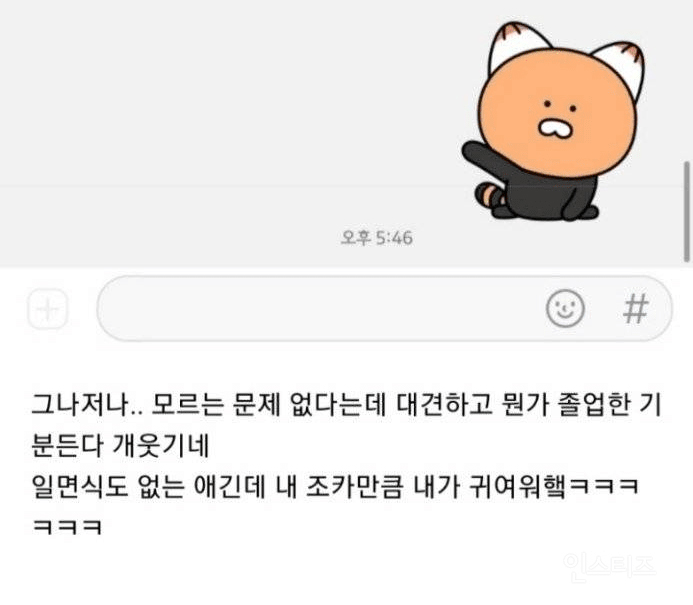 오후 5:46
#
그나저나.. 모르는 문제 없다는데 대견하고 뭔가 졸업한 기
분든다 개웃기네
일면식도 없는 애긴데 내 조카만큼 내가 귀여워햌ㅋㅋㅋ
ㅋㅋㅋ
인스티즈